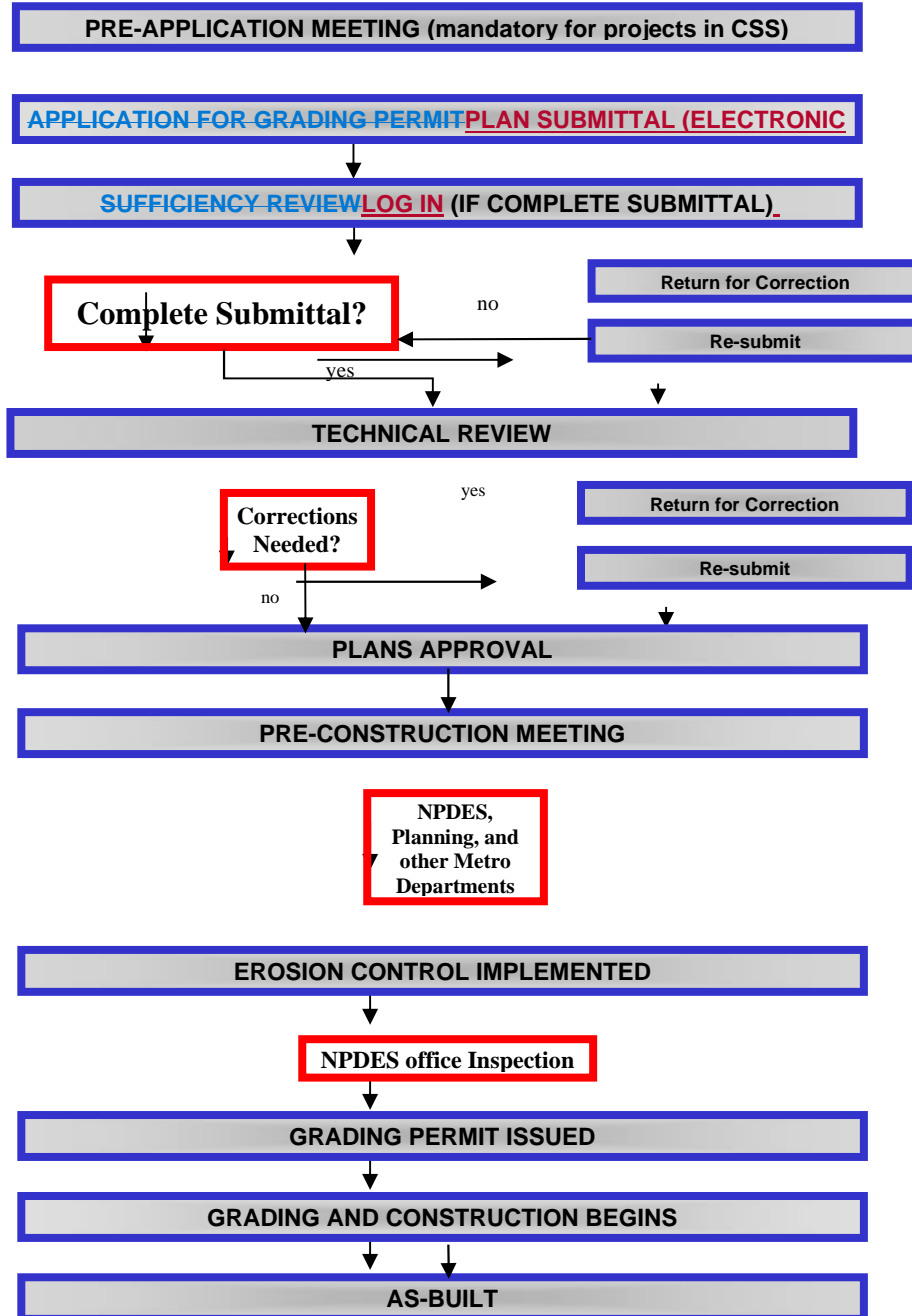 PRE-APPLICATION MEETING (mandatory for projects in CSS)
APPLICATION FOR GRADING PERMITPLAN SUBMITTAL (ELECTRONIC
SUFFICIENCY REVIEWLOG IN (IF COMPLETE SUBMITTAL)
Return for Correction
Complete Submittal?
no
Re-submit
yes
TECHNICAL REVIEW
yes
Return for Correction
Corrections
Needed?
Re-submit
no
PLANS APPROVAL
PRE-CONSTRUCTION MEETING
NPDES,
Planning, and
other Metro
Departments
EROSION CONTROL IMPLEMENTED
NPDES office Inspection
GRADING PERMIT ISSUED
GRADING AND CONSTRUCTION BEGINS
AS-BUILT